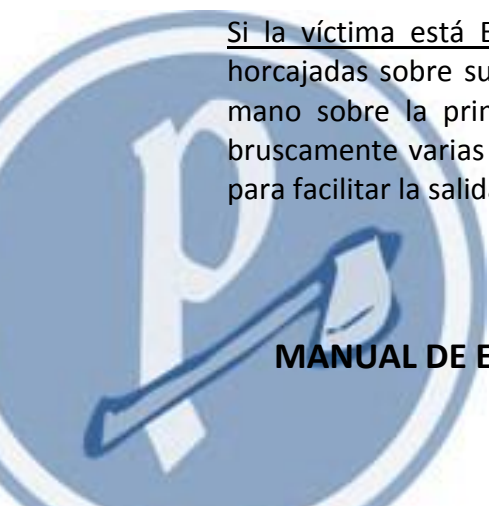 Si la víctima está E
horcajadas sobre su
mano sobre la prin
bruscamente varias
para facilitar la salid
MANUAL DE E